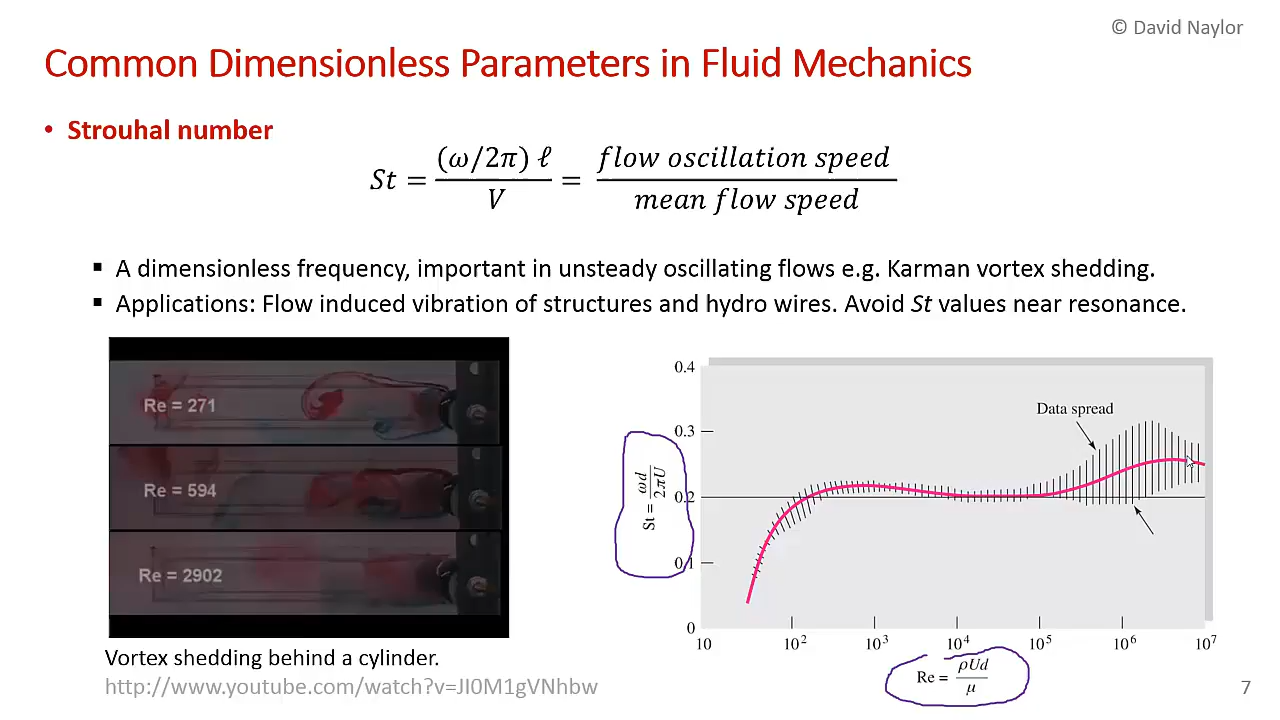 © David Naylor
Common Dimensionless Parameters in Fluid Mechanics
• Strouhal number
St = (ω/2π) ℓ / V = flow oscillation speed / mean flow speed
▪ A dimensionless frequency, important in unsteady oscillating flows e.g. Karman vortex shedding.
▪ Applications: Flow induced vibration of structures and hydro wires. Avoid St values near resonance.
Re = 271
Re = 594
Re = 2902
Vortex shedding behind a cylinder.
http://www.youtube.com/watch?v=JI0M1gVNhbw
0.4
0.3
0.2
0.1
0
St = ωd / 2πU
Data spread
10 10² 10³ 10⁴ 10⁵ 10⁶ 10⁷
Re = ρUd / μ
7